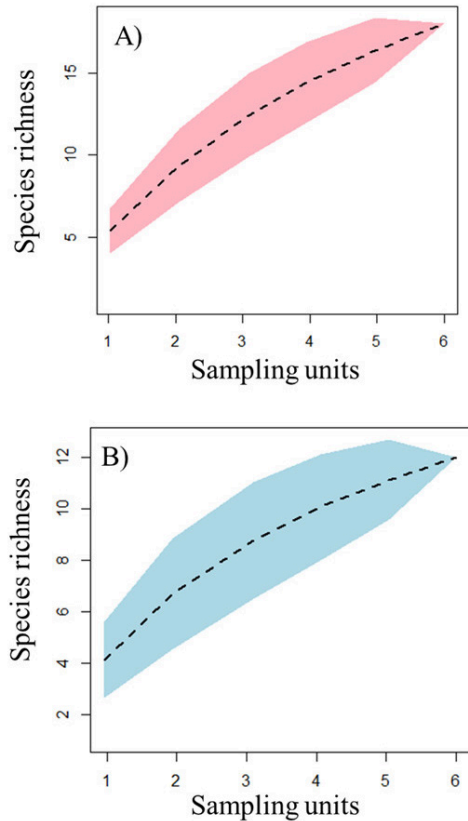 A)
Species richness
15
10
5
1 2 3 4 5 6
Sampling units
B)
Species richness
12
10
8
6
4
2
1 2 3 4 5 6
Sampling units